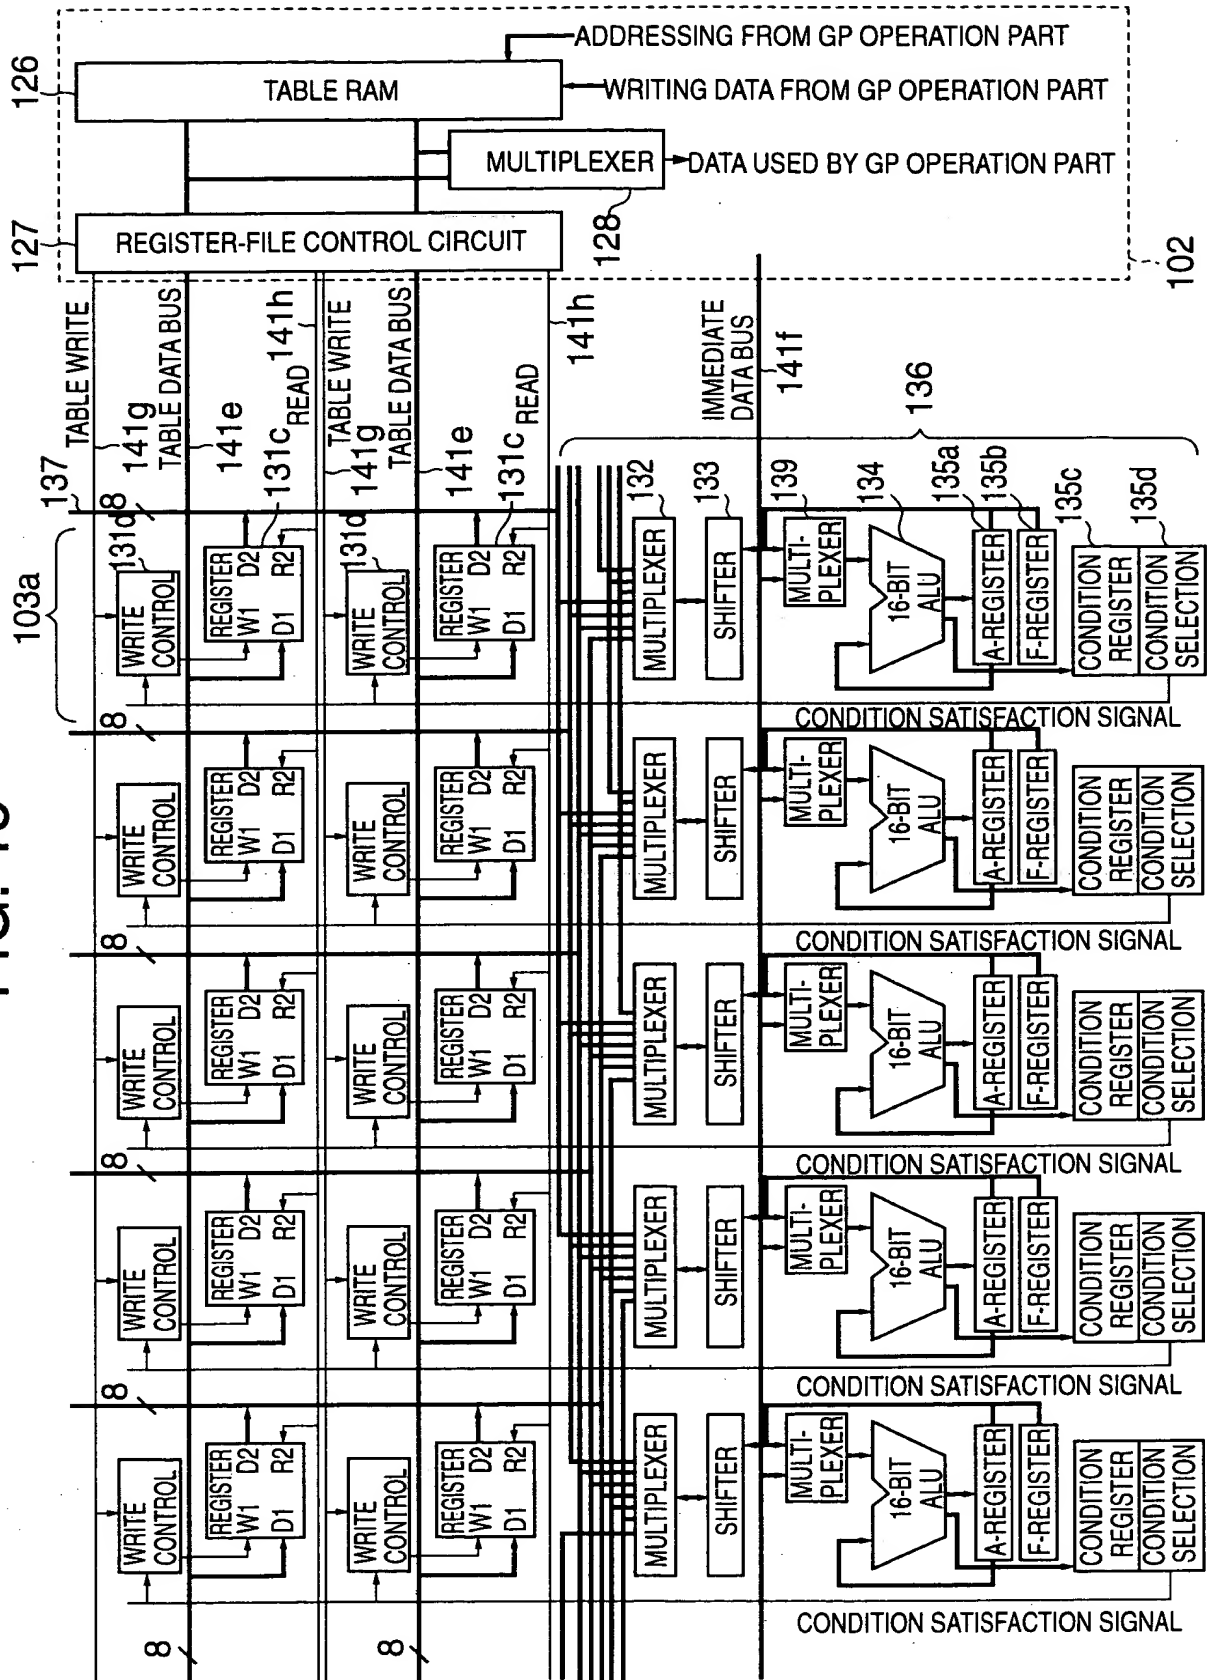 ADDRESSING FROM GP OPERATION PART
126
TABLE RAM
WRITING DATA FROM GP OPERATION PART
MULTIPLEXER
DATA USED BY GP OPERATION PART
128
127
REGISTER-FILE CONTROL CIRCUIT
102
TABLE WRITE
141g
TABLE DATA BUS
141e
131c
READ
141h
TABLE WRITE
141g
TABLE DATA BUS
141e
131c
READ
141h
IMMEDIATE
DATA BUS
141f
136
137
103a
8
131d
WRITE
CONTROL
REGISTER
W1 D2
D1 R2
131d
WRITE
CONTROL
REGISTER
W1 D2
D1 R2
132
MULTIPLEXER
133
SHIFTER
139
MULTI-
PLEXER
134
16-BIT
ALU
135a
A-REGISTER
135b
F-REGISTER
135c
CONDITION
REGISTER
135d
CONDITION
SELECTION
CONDITION SATISFACTION SIGNAL
8
WRITE
CONTROL
REGISTER
W1 D2
D1 R2
WRITE
CONTROL
REGISTER
W1 D2
D1 R2
MULTIPLEXER
SHIFTER
MULTI-
PLEXER
16-BIT
ALU
A-REGISTER
F-REGISTER
CONDITION
REGISTER
CONDITION
SELECTION
CONDITION SATISFACTION SIGNAL
8
WRITE
CONTROL
REGISTER
W1 D2
D1 R2
WRITE
CONTROL
REGISTER
W1 D2
D1 R2
MULTIPLEXER
SHIFTER
MULTI-
PLEXER
16-BIT
ALU
A-REGISTER
F-REGISTER
CONDITION
REGISTER
CONDITION
SELECTION
CONDITION SATISFACTION SIGNAL
8
WRITE
CONTROL
REGISTER
W1 D2
D1 R2
WRITE
CONTROL
REGISTER
W1 D2
D1 R2
MULTIPLEXER
SHIFTER
MULTI-
PLEXER
16-BIT
ALU
A-REGISTER
F-REGISTER
CONDITION
REGISTER
CONDITION
SELECTION
CONDITION SATISFACTION SIGNAL
8
WRITE
CONTROL
REGISTER
W1 D2
D1 R2
WRITE
CONTROL
REGISTER
W1 D2
D1 R2
MULTIPLEXER
SHIFTER
MULTI-
PLEXER
16-BIT
ALU
A-REGISTER
F-REGISTER
CONDITION
REGISTER
CONDITION
SELECTION
CONDITION SATISFACTION SIGNAL
8
8